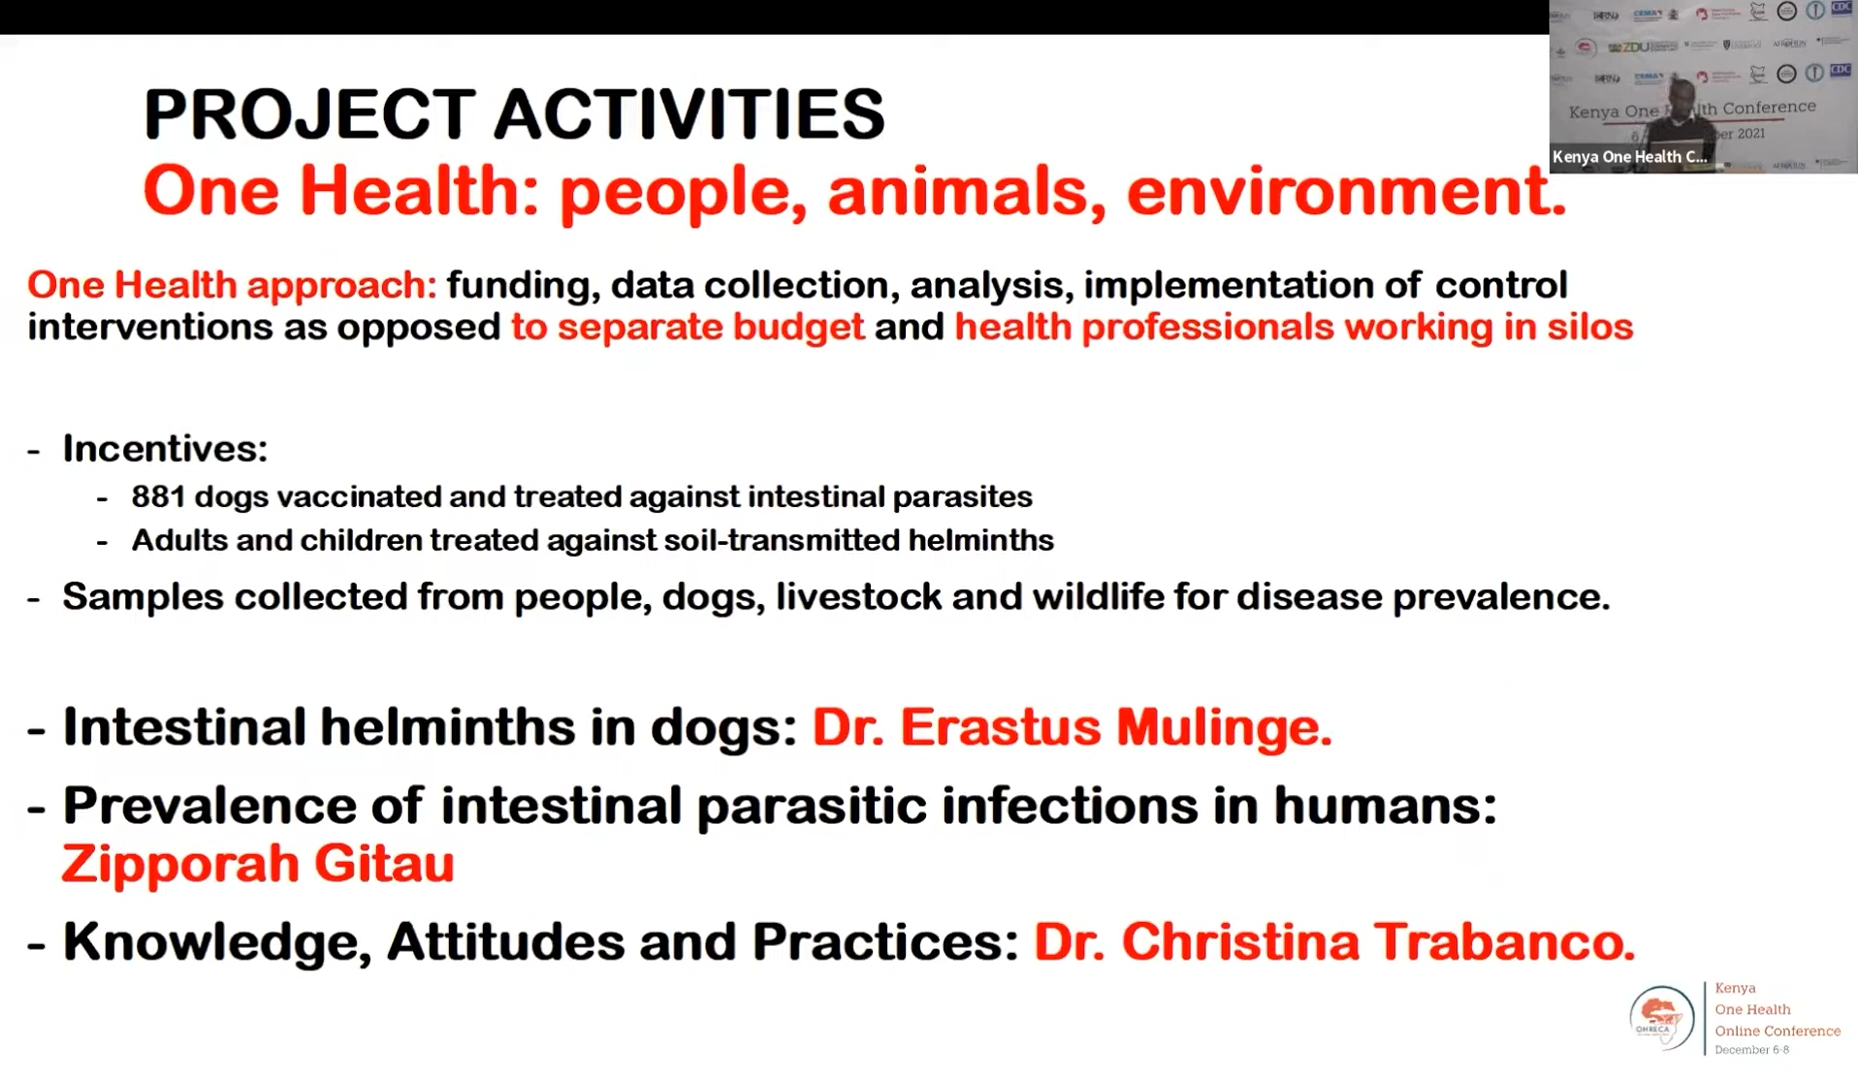 PROJECT ACTIVITIES
One Health: people, animals, environment.
One Health approach: funding, data collection, analysis, implementation of control
interventions as opposed to separate budget and health professionals working in silos
- Incentives:
- 881 dogs vaccinated and treated against intestinal parasites
- Adults and children treated against soil-transmitted helminths
- Samples collected from people, dogs, livestock and wildlife for disease prevalence.
- Intestinal helminths in dogs: Dr. Erastus Mulinge.
- Prevalence of intestinal parasitic infections in humans:
Zipporah Gitau
- Knowledge, Attitudes and Practices: Dr. Christina Trabanco.
CDC
ZDU
CDC
Kenya One Health Conference
2021
Kenya One Health C...
OHRECA
Kenya
One Health
Online Conference
December 6-8